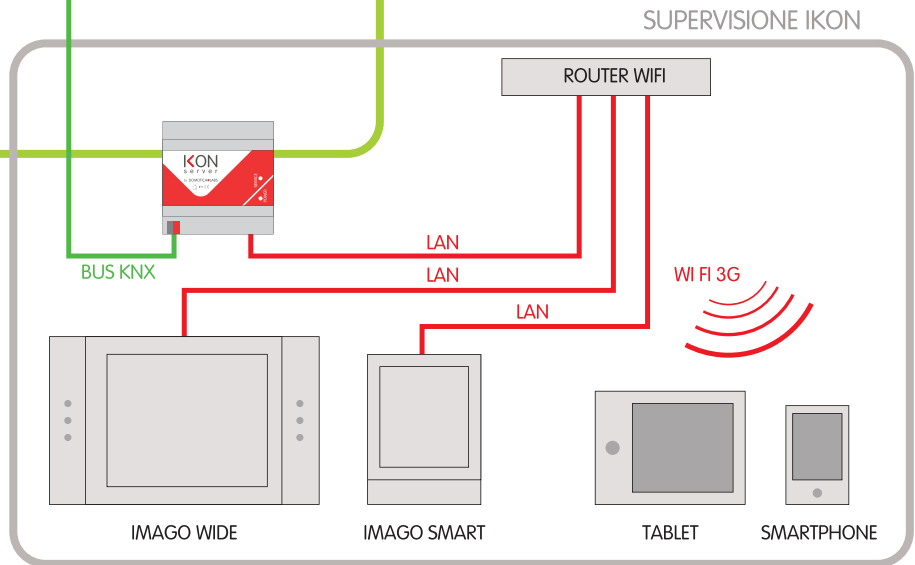 SUPERVISIONE IKON
ROUTER WIFI
IKON
server
LAN
BUS KNX
LAN
WI FI 3G
LAN
IMAGO WIDE
IMAGO SMART
TABLET
SMARTPHONE